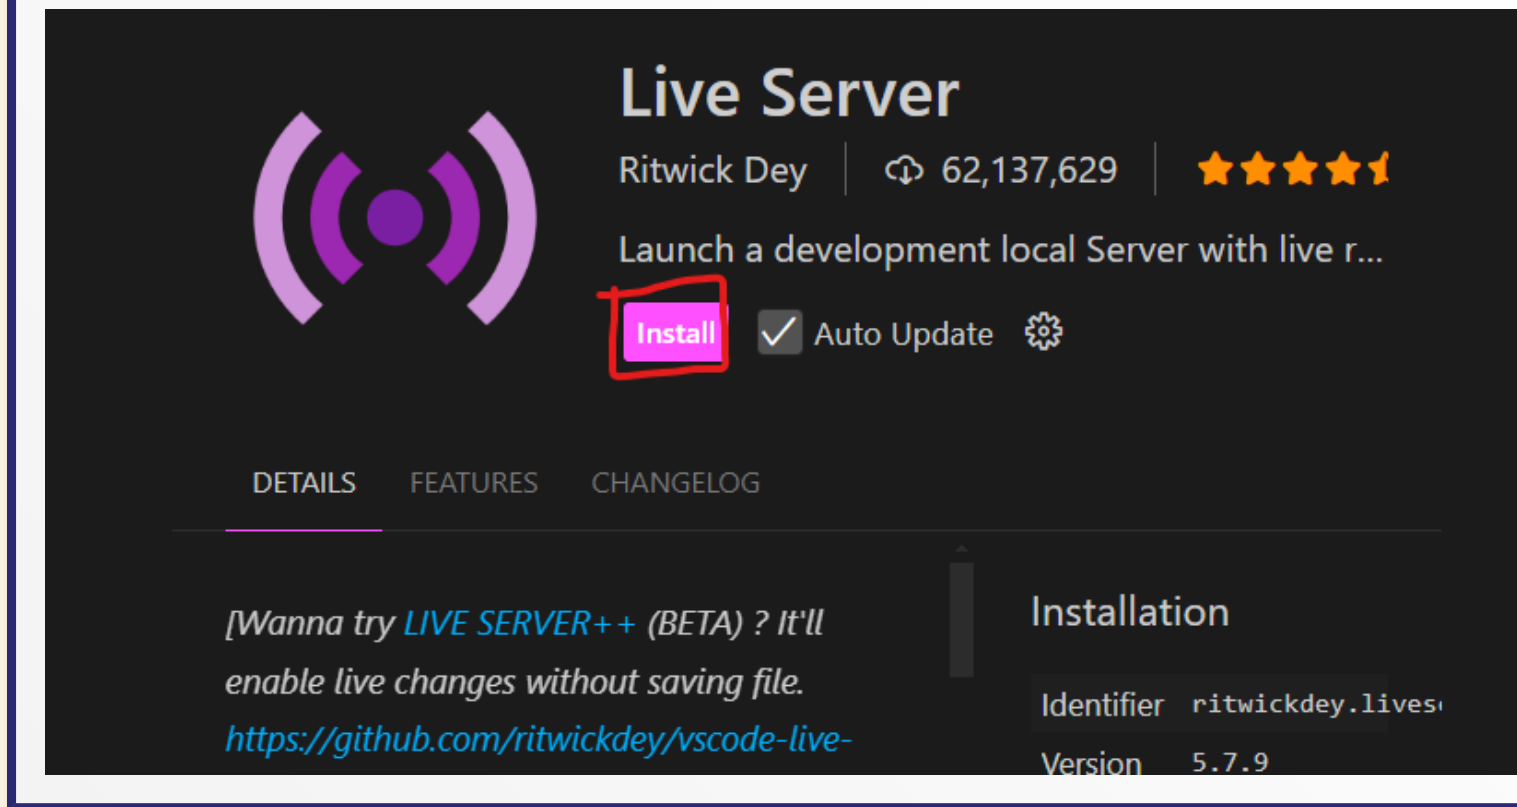 Live Server
Ritwick Dey 62,137,629
Launch a development local Server with live r...
Install Auto Update
DETAILS FEATURES CHANGELOG
[Wanna try LIVE SERVER++ (BETA) ? It'll
enable live changes without saving file.
https://github.com/ritwickdey/vscode-live-
Installation
Identifier ritwickdey.lives
Version 5.7.9